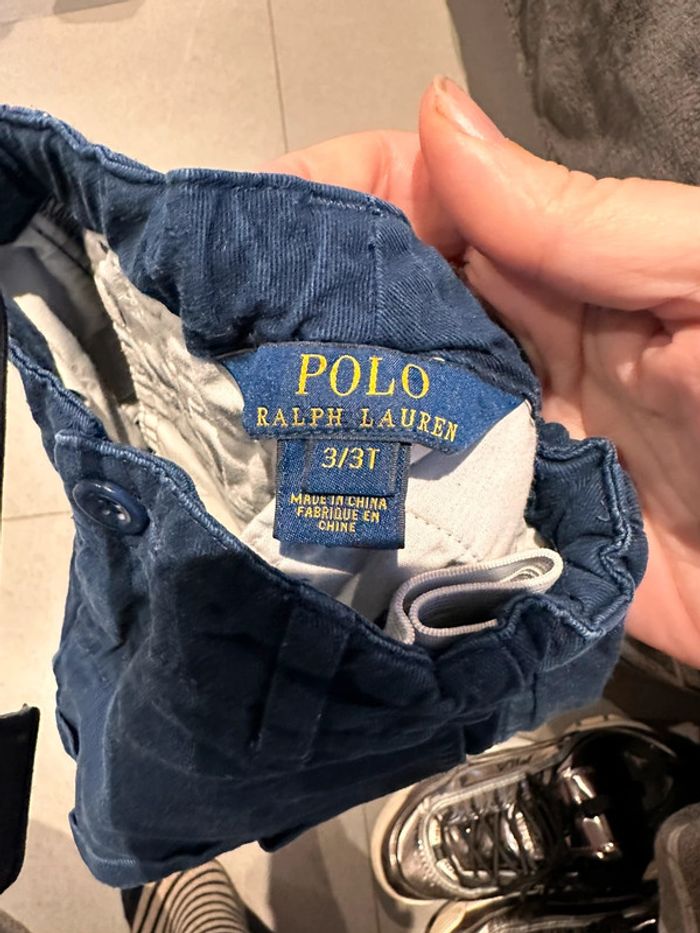 POLO
RALPH LAUREN
3/3T
MADE IN CHINA
FABRIQUE EN
CHINE